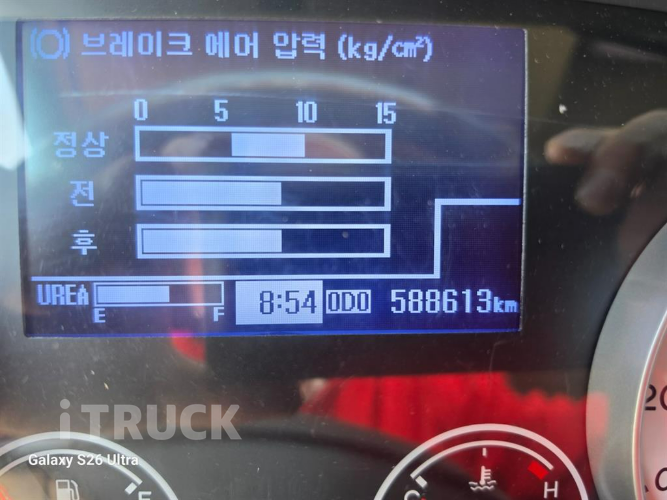 브레이크 에어 압력 (kg/cm²)
0 5 10 15
정상
전
후
UREA E F 8:54 ODO 588613km
iTRUCK
Galaxy S26 Ultra
C H